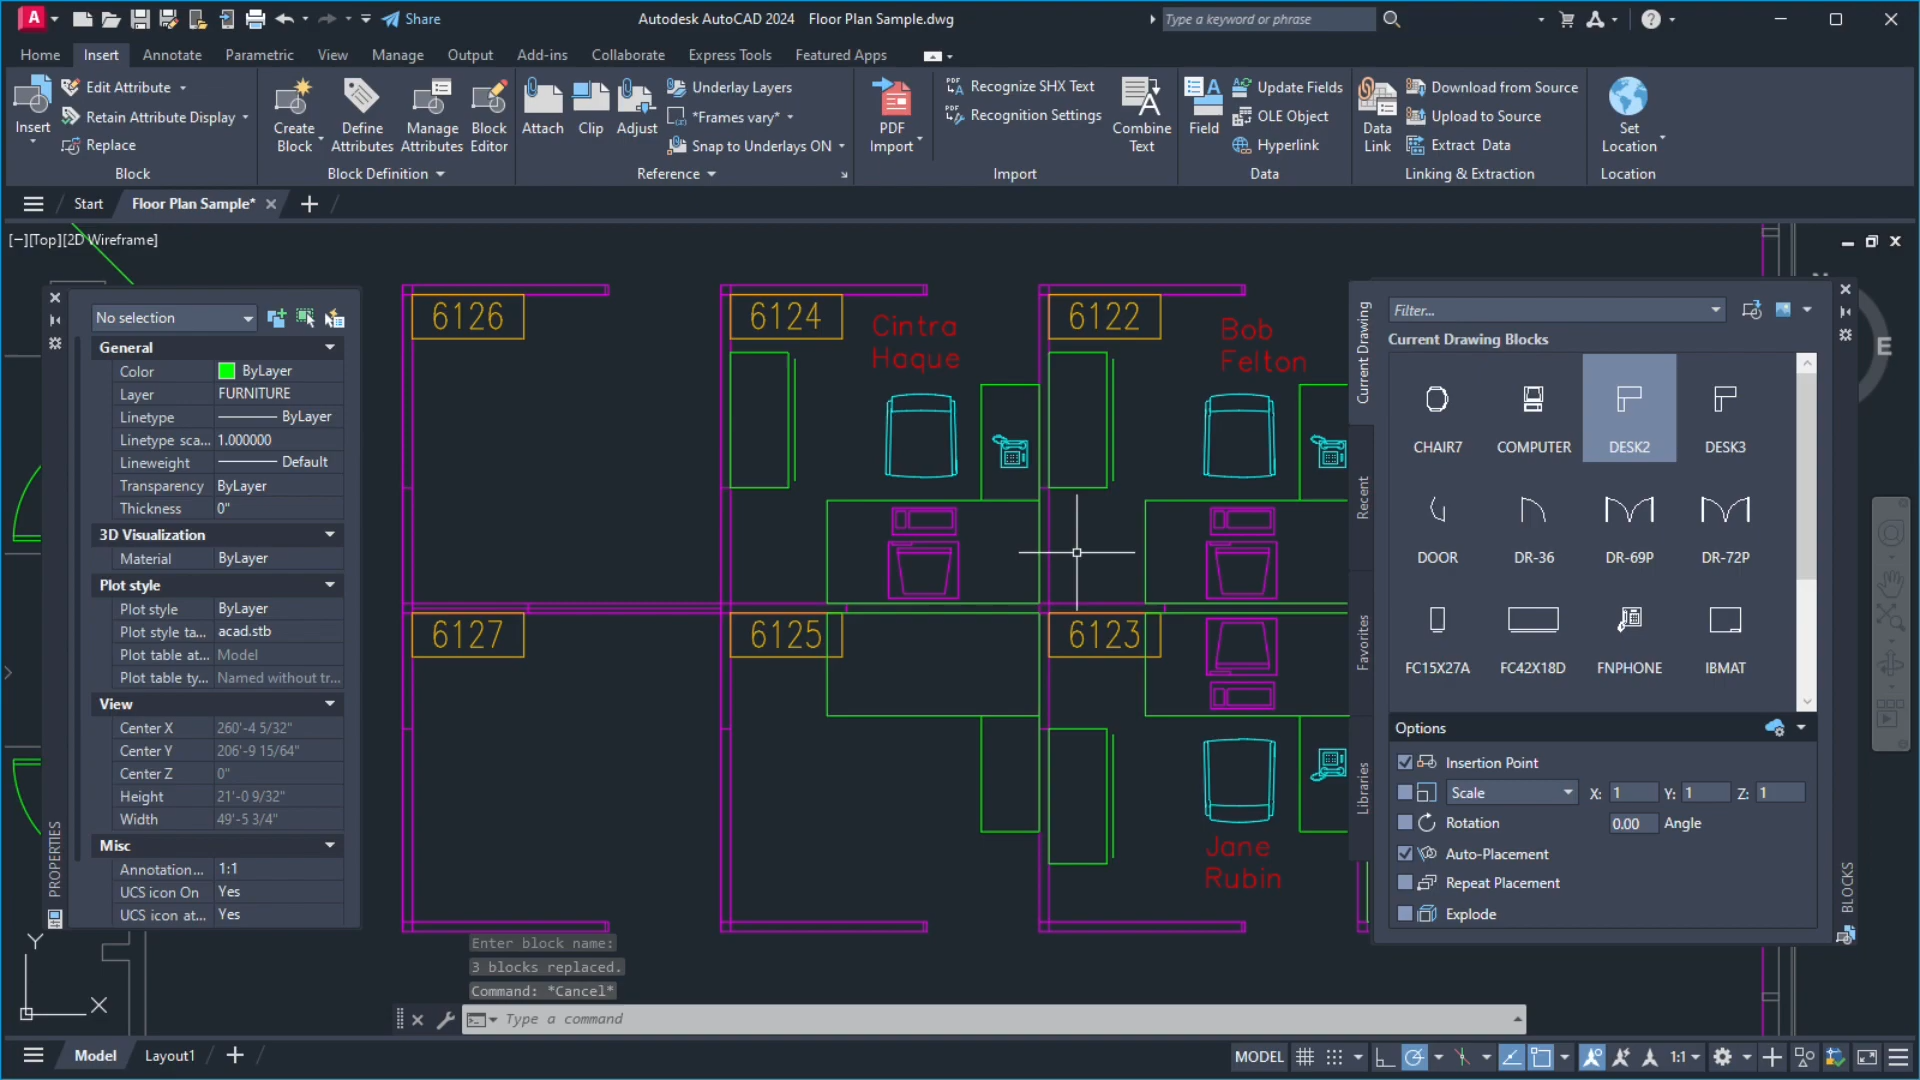 A Share Autodesk AutoCAD 2024 Floor Plan Sample.dwg Type a keyword or phrase
Home Insert Annotate Parametric View Manage Output Add-ins Collaborate Express Tools Featured Apps
Insert
Edit Attribute
Retain Attribute Display
Replace
Block
Create Block
Define Attributes
Manage Attributes
Block Editor
Block Definition
Attach
Clip
Adjust
Underlay Layers
*Frames vary*
Snap to Underlays ON
Reference
PDF Import
PDF Recognize SHX Text
PDF Recognition Settings
Combine Text
Import
Field
Update Fields
OLE Object
Hyperlink
Data
Data Link
Download from Source
Upload to Source
Extract Data
Linking & Extraction
Set Location
Location
Start Floor Plan Sample*
[−][Top][2D Wireframe]
No selection
General
Color ByLayer
Layer FURNITURE
Linetype ByLayer
Linetype sca... 1.000000
Lineweight Default
Transparency ByLayer
Thickness 0"
3D Visualization
Material ByLayer
Plot style
Plot style ByLayer
Plot style ta... acad.stb
Plot table at... Model
Plot table ty... Named without tr...
View
Center X 260'-4 5/32"
Center Y 206'-9 15/64"
Center Z 0"
Height 21'-0 9/32"
Width 49'-5 3/4"
Misc
Annotation... 1:1
UCS icon On Yes
UCS icon at... Yes
PROPERTIES
6126
6124
Cintra
Haque
6122
Bob
Felton
6127
6125
6123
Jane
Rubin
E
Current Drawing
Recent
Favorites
Libraries
Filter...
Current Drawing Blocks
CHAIR7 COMPUTER DESK2 DESK3
DOOR DR-36 DR-69P DR-72P
FC15X27A FC42X18D FNPHONE IBMAT
Options
Insertion Point
Scale X: 1 Y: 1 Z: 1
Rotation 0.00 Angle
Auto-Placement
Repeat Placement
Explode
BLOCKS
Y
X
Enter block name:
3 blocks replaced.
Command: *Cancel*
Type a command
Model Layout1 MODEL 1:1